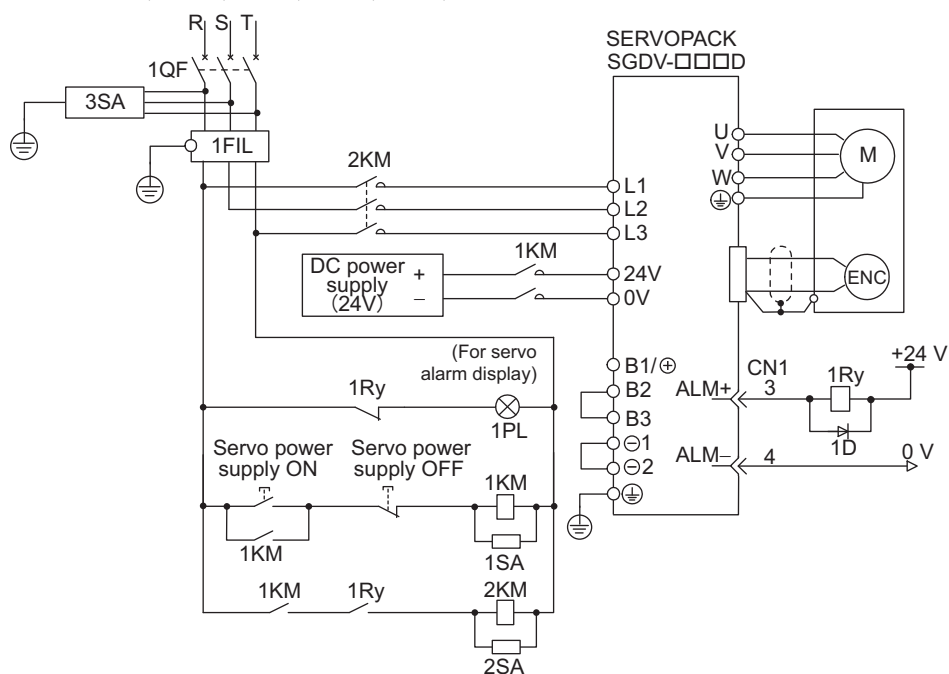 R S T
SERVOPACK
SGDV-□□□D
1QF
3SA
1FIL
2KM
U
V
W
M
L1
L2
L3
1KM
DC power
supply
(24V)
+
−
24V
0V
ENC
(For servo
alarm display)
B1/⊕
B2
B3
⊖1
⊖2
CN1
ALM+
3
1Ry
+24 V
1D
ALM−
4
0 V
1Ry
1PL
Servo power
supply ON
Servo power
supply OFF
1KM
1KM
1SA
1KM
1Ry
2KM
2SA